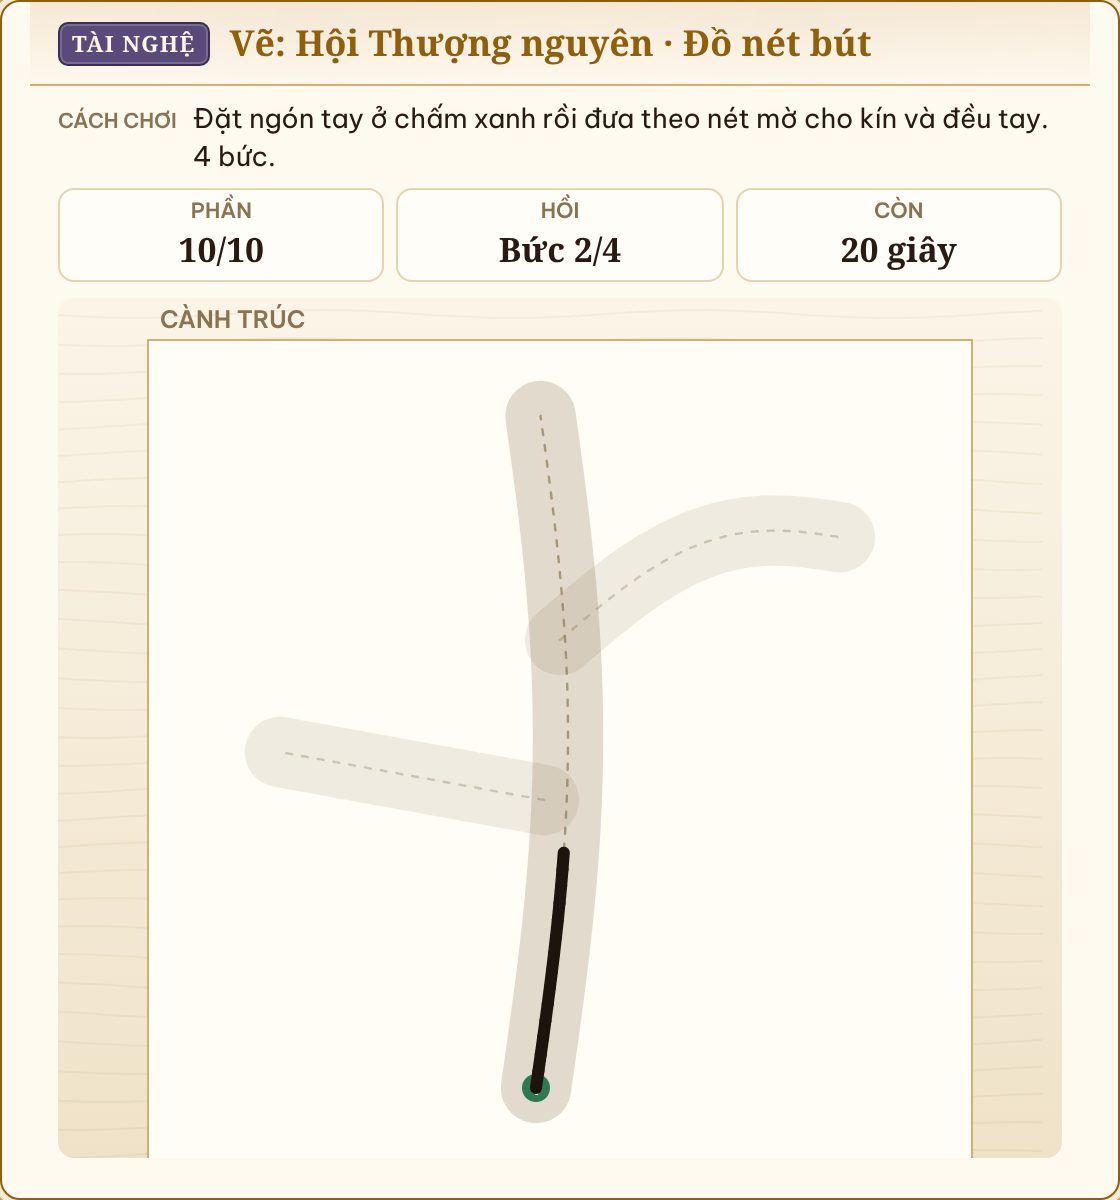 TÀI NGHỆ Vẽ: Hội Thượng nguyên · Đồ nét bút
CÁCH CHƠI Đặt ngón tay ở chấm xanh rồi đưa theo nét mờ cho kín và đều tay.
4 bức.
PHẦN HỒI CÒN
10/10 Bức 2/4 20 giây
CÀNH TRÚC